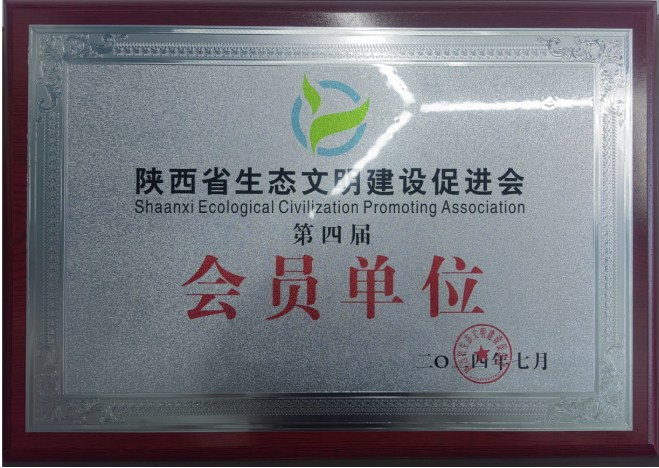 陕西省生态文明建设促进会
Shaanxi Ecological Civilization Promoting Association
第四届
会员单位
二〇二四年七月